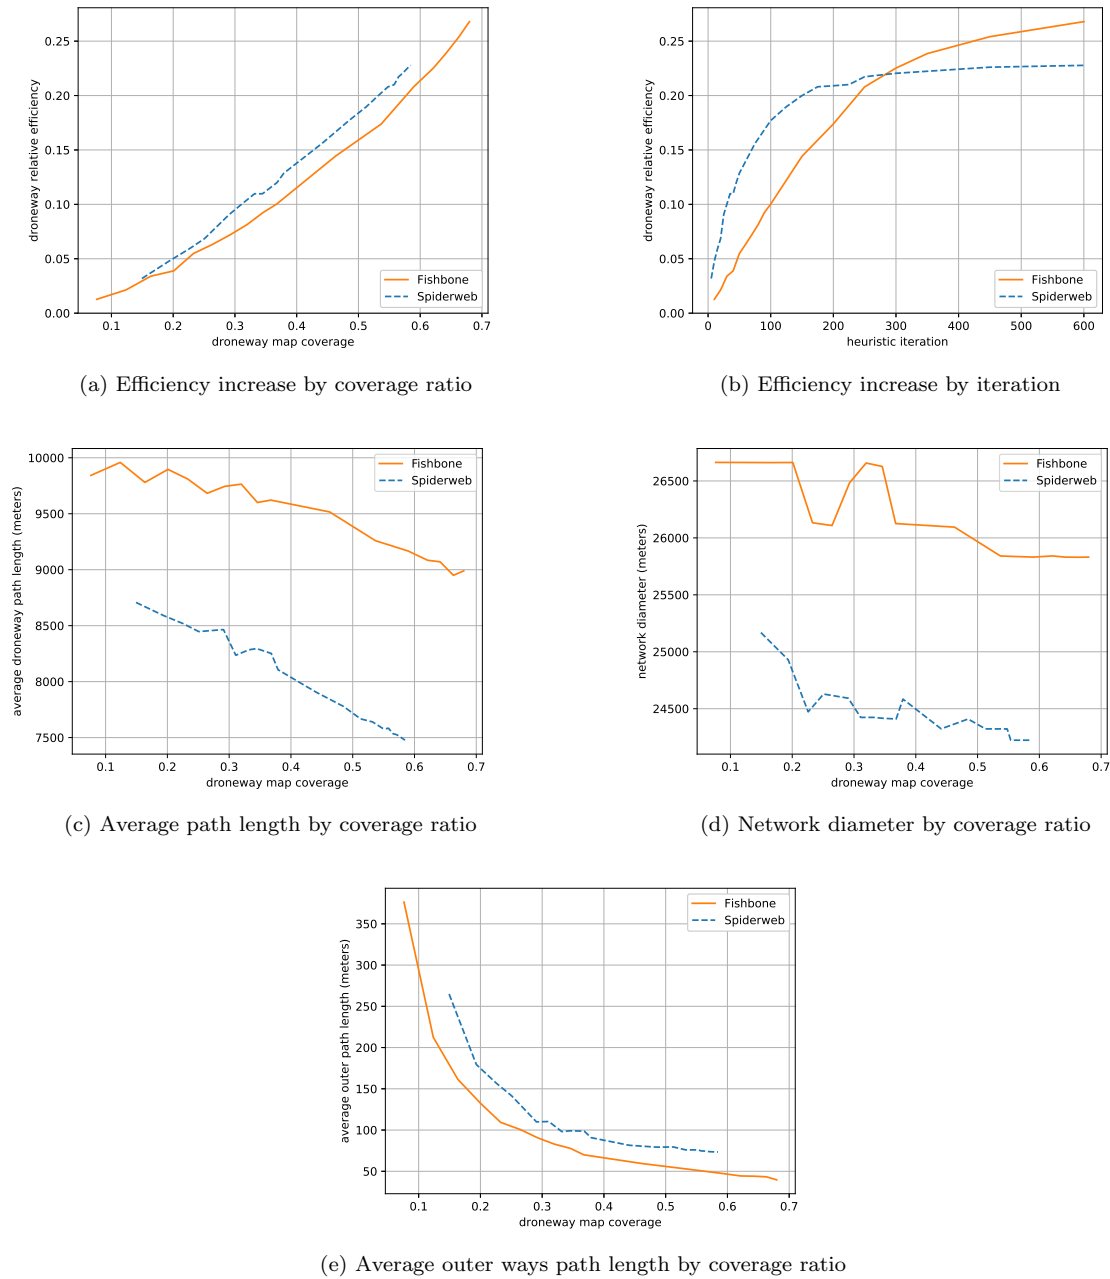 0.25
0.20
0.15
0.10
0.05
0.00
droneway relative efficiency
0.1 0.2 0.3 0.4 0.5 0.6 0.7
droneway map coverage
Fishbone
Spiderweb
(a) Efficiency increase by coverage ratio
0.25
0.20
0.15
0.10
0.05
0.00
droneway relative efficiency
0 100 200 300 400 500 600
heuristic iteration
Fishbone
Spiderweb
(b) Efficiency increase by iteration
10000
9500
9000
8500
8000
7500
average droneway path length (meters)
0.1 0.2 0.3 0.4 0.5 0.6 0.7
droneway map coverage
Fishbone
Spiderweb
(c) Average path length by coverage ratio
26500
26000
25500
25000
24500
network diameter (meters)
0.1 0.2 0.3 0.4 0.5 0.6 0.7
droneway map coverage
Fishbone
Spiderweb
(d) Network diameter by coverage ratio
350
300
250
200
150
100
50
average outer path length (meters)
0.1 0.2 0.3 0.4 0.5 0.6 0.7
droneway map coverage
Fishbone
Spiderweb
(e) Average outer ways path length by coverage ratio